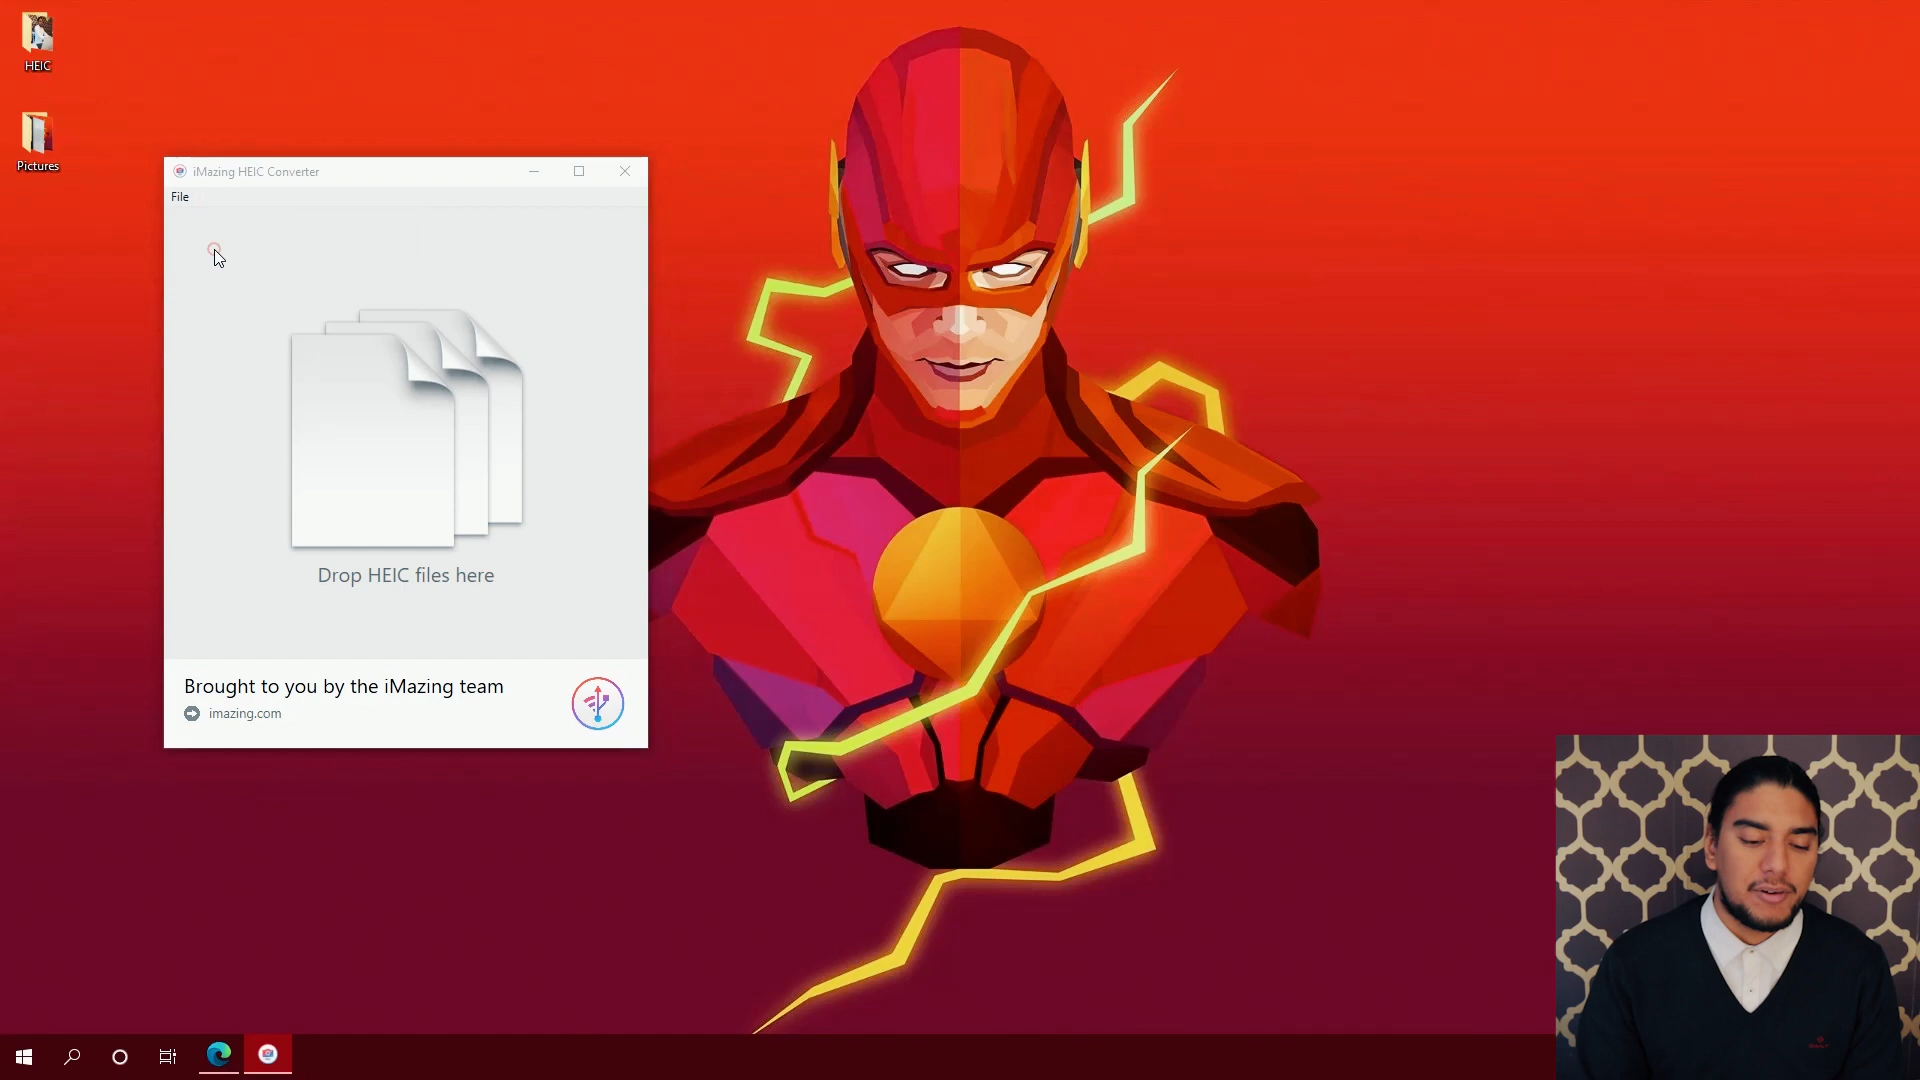 HEIC
Pictures
iMazing HEIC Converter
File
Drop HEIC files here
Brought to you by the iMazing team
imazing.com